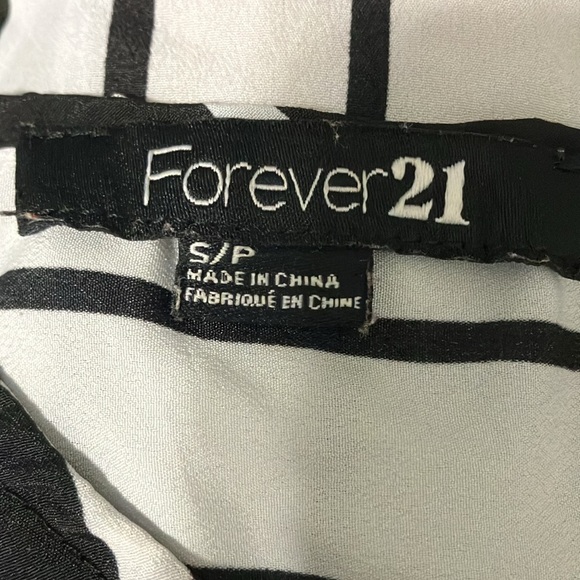 Forever21
S/P
MADE IN CHINA
FABRIQUÉ EN CHINE